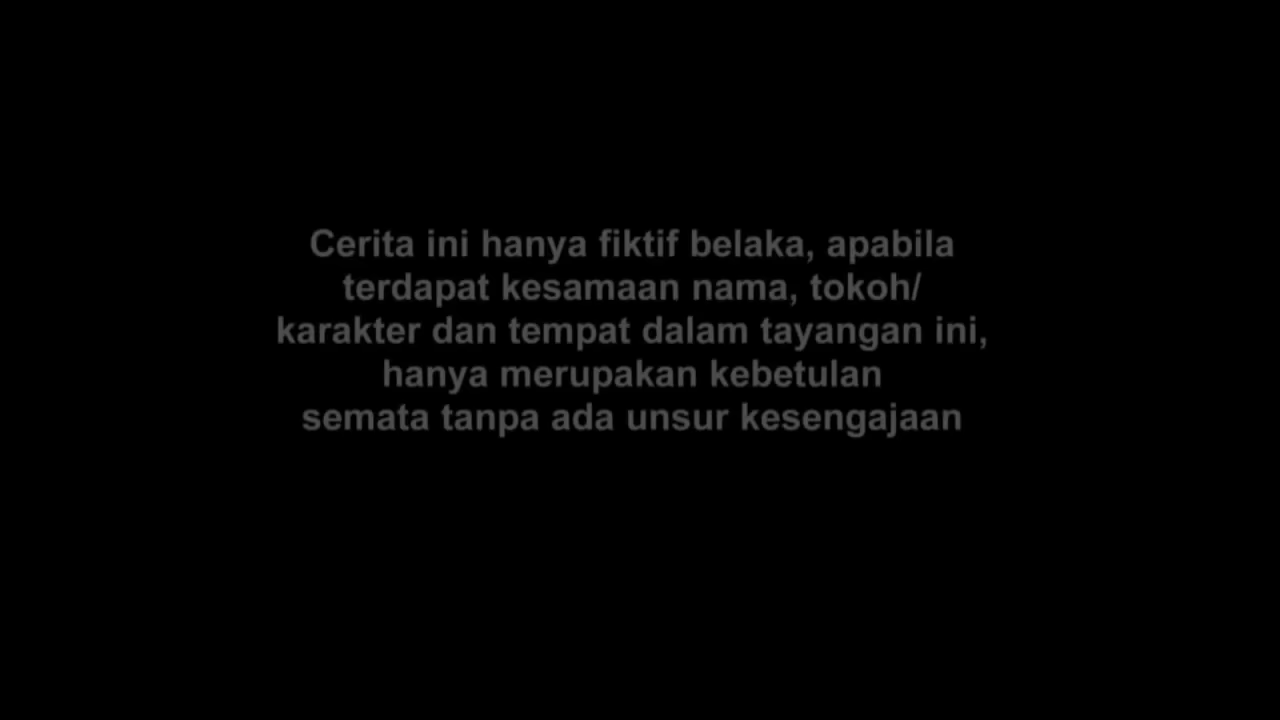 Cerita ini hanya fiktif belaka, apabila
terdapat kesamaan nama, tokoh/
karakter dan tempat dalam tayangan ini,
hanya merupakan kebetulan
semata tanpa ada unsur kesengajaan